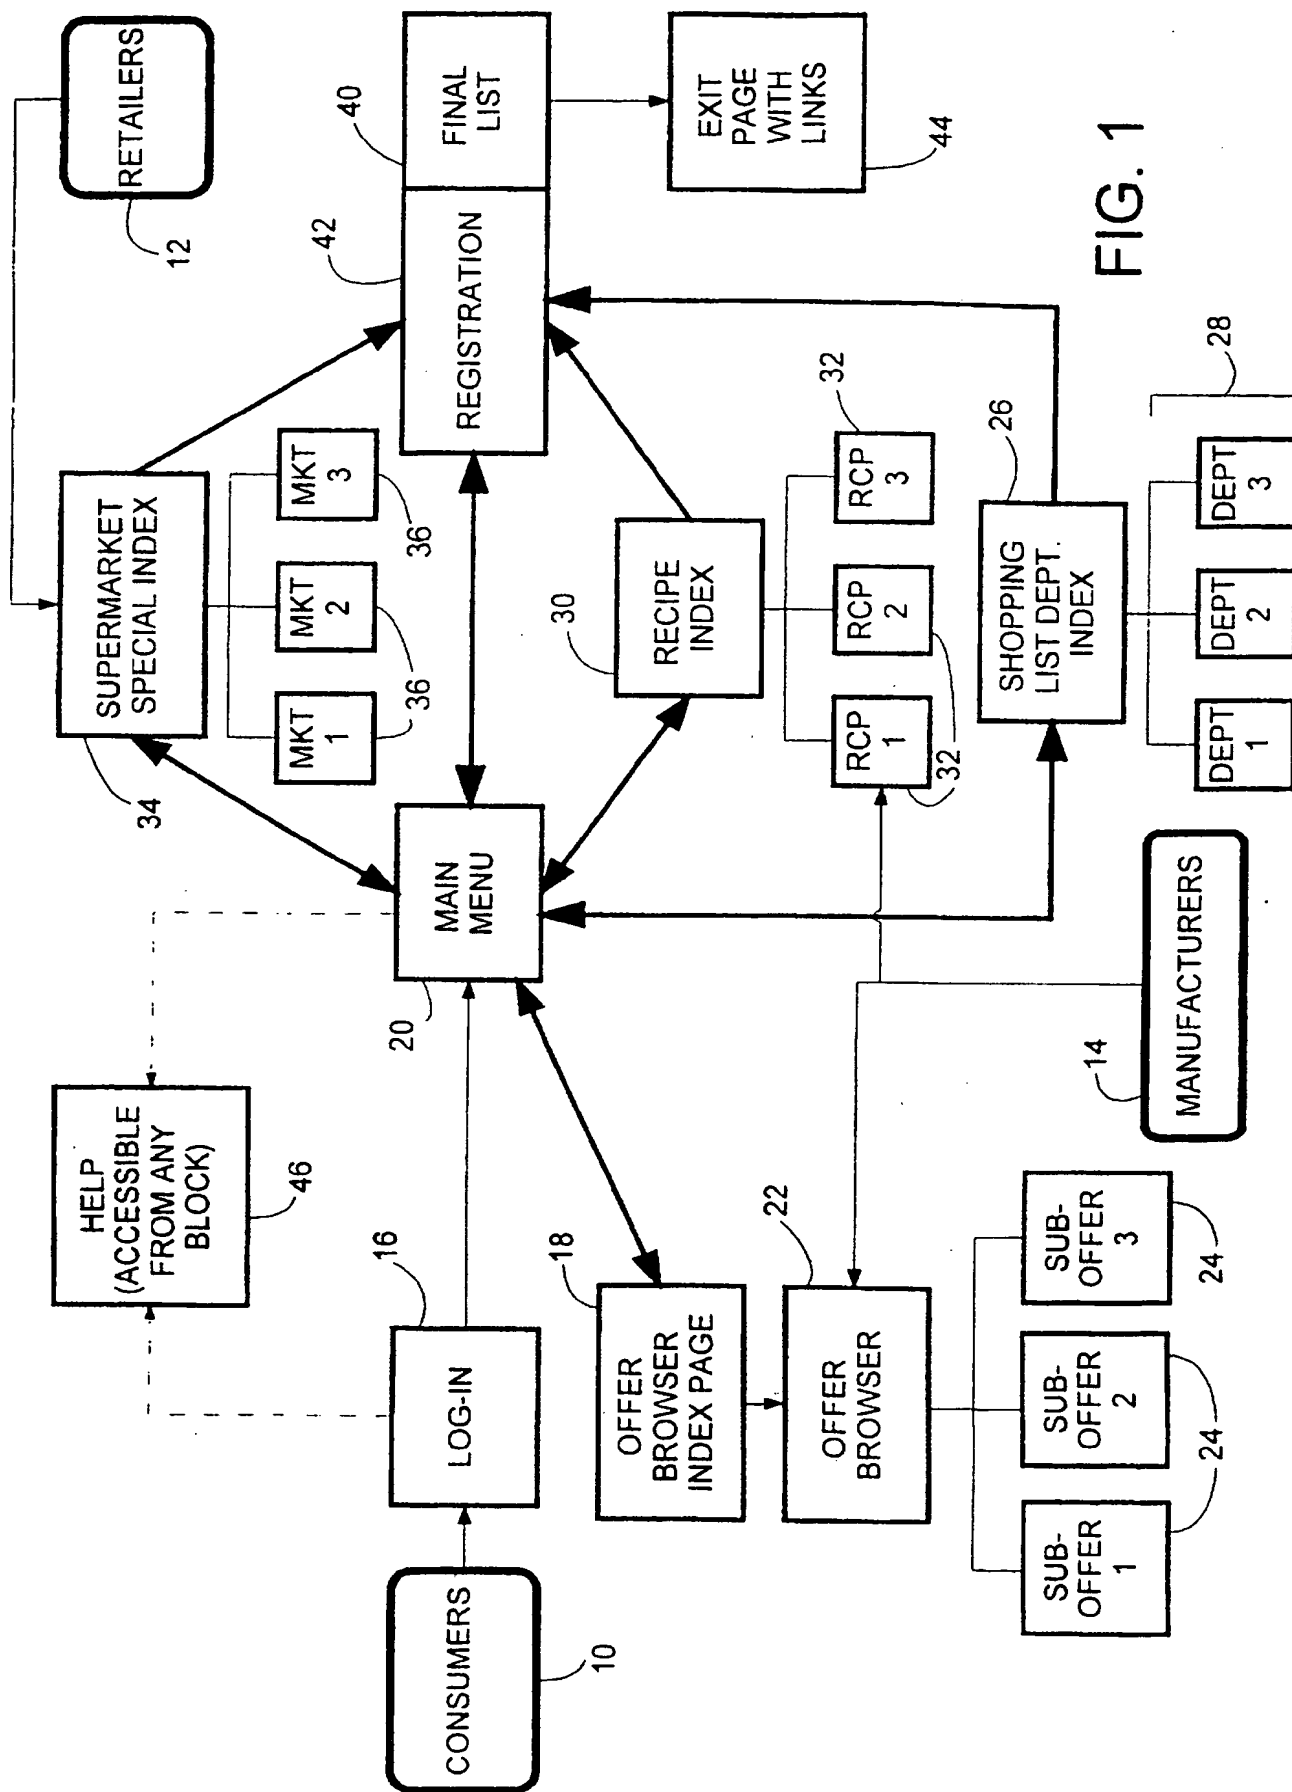 RETAILERS
12
SUPERMARKET
SPECIAL INDEX
34
MKT
1
MKT
2
MKT
3
36
36
HELP
(ACCESSIBLE
FROM ANY
BLOCK)
46
CONSUMERS
10
LOG-IN
16
MAIN
MENU
20
REGISTRATION
42
FINAL
LIST
40
EXIT
PAGE
WITH
LINKS
44
OFFER
BROWSER
INDEX PAGE
18
OFFER
BROWSER
22
SUB-
OFFER
1
SUB-
OFFER
2
SUB-
OFFER
3
24
24
RECIPE
INDEX
30
RCP
1
RCP
2
RCP
3
32
32
SHOPPING
LIST DEPT.
INDEX
26
DEPT
1
DEPT
2
DEPT
3
28
MANUFACTURERS
14
FIG. 1